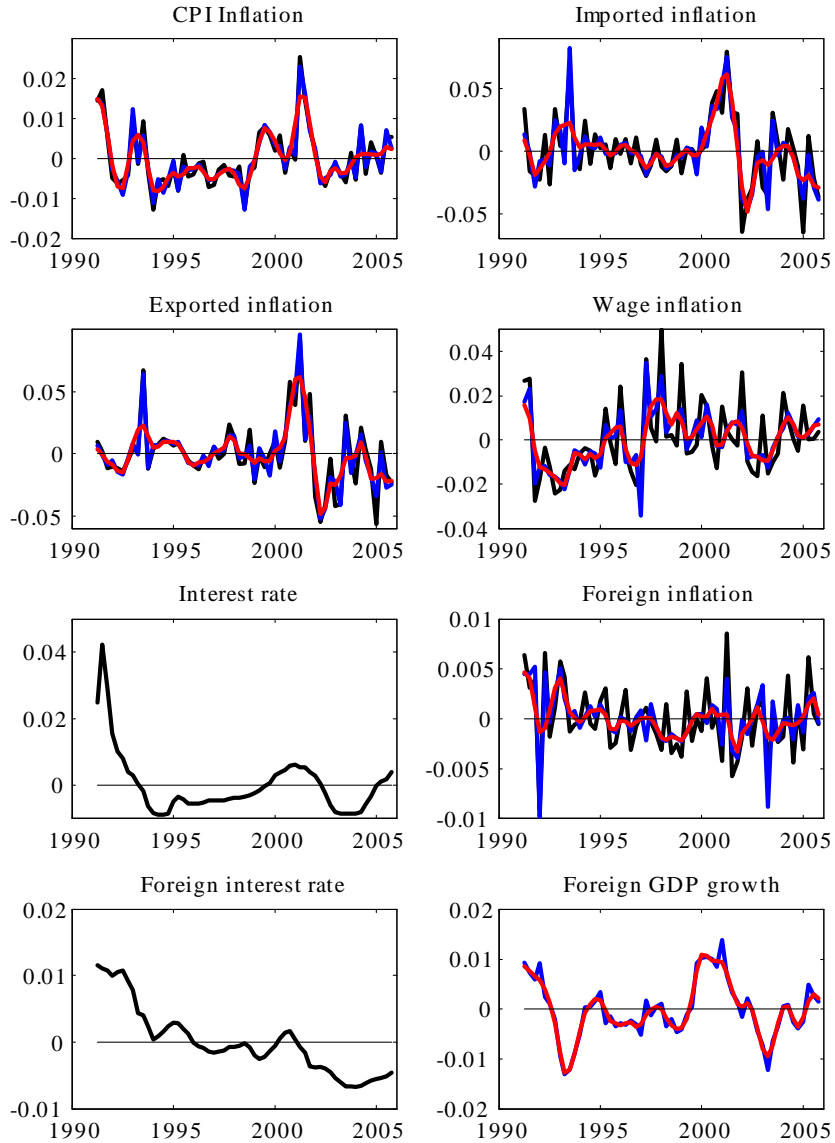 CPI Inflation
0.02
0.01
0
-0.01
-0.02
1990 1995 2000 2005
Imported inflation
0.05
0
-0.05
1990 1995 2000 2005
Exported inflation
0.05
0
-0.05
1990 1995 2000 2005
Wage inflation
0.04
0.02
0
-0.02
-0.04
1990 1995 2000 2005
Interest rate
0.04
0.02
0
1990 1995 2000 2005
Foreign inflation
0.01
0.005
0
-0.005
-0.01
1990 1995 2000 2005
Foreign interest rate
0.02
0.01
0
-0.01
1990 1995 2000 2005
Foreign GDP growth
0.02
0.01
0
-0.01
-0.02
1990 1995 2000 2005